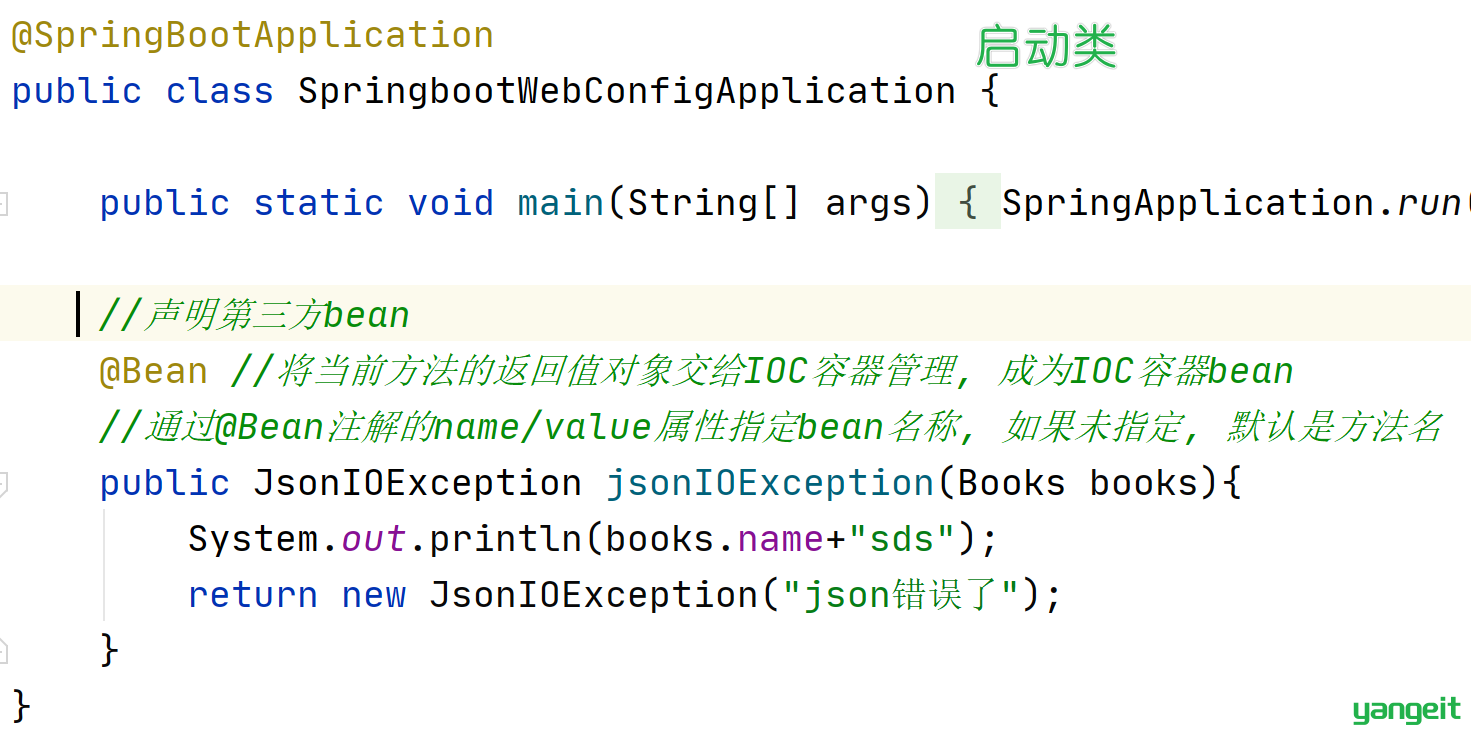 @SpringBootApplication
启动类
public class SpringbootWebConfigApplication {
public static void main(String[] args) { SpringApplication.run(
//声明第三方bean
@Bean //将当前方法的返回值对象交给IOC容器管理, 成为IOC容器bean
//通过@Bean注解的name/value属性指定bean名称, 如果未指定, 默认是方法名
public JsonIOException jsonIOException(Books books){
System.out.println(books.name+"sds");
return new JsonIOException("json错误了");
}
}
yangeit